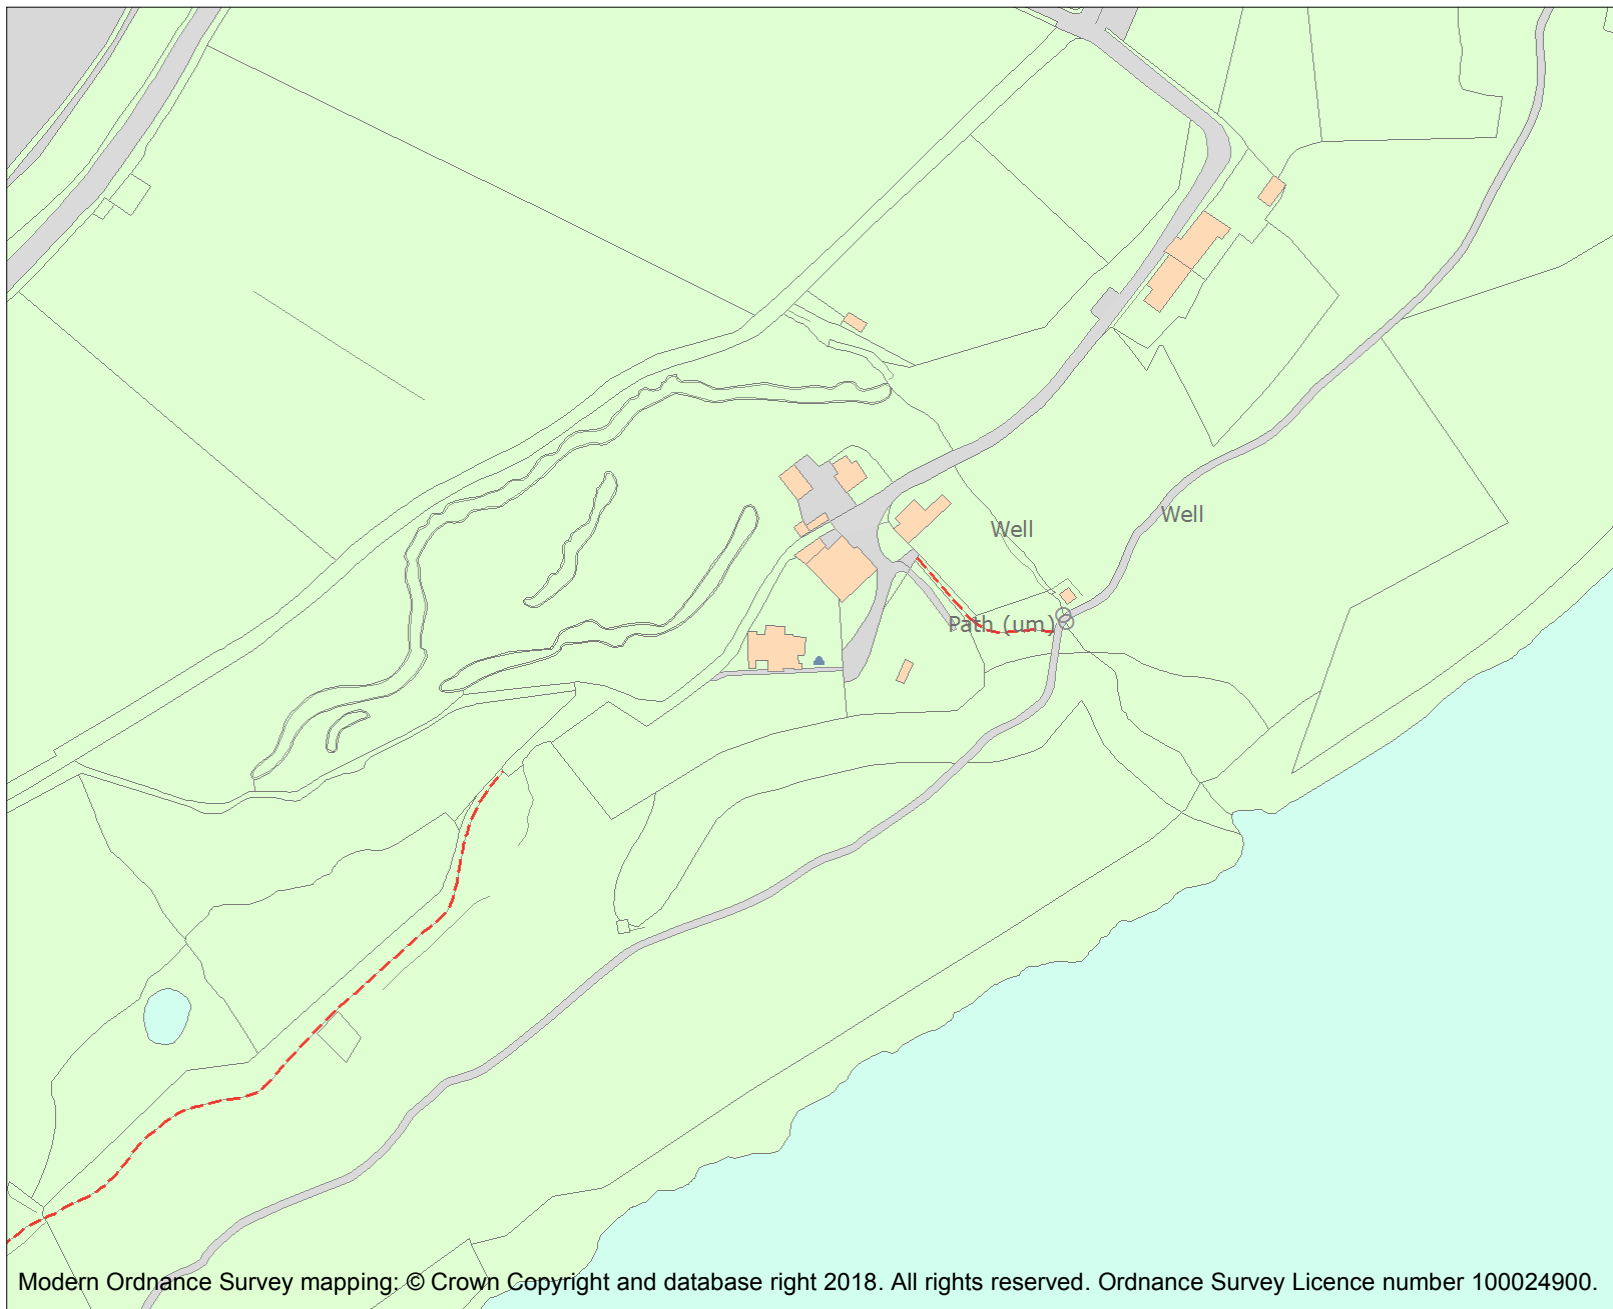 Well
Well
Path (um)
Modern Ordnance Survey mapping: © Crown Copyright and database right 2018. All rights reserved. Ordnance Survey Licence number 100024900.